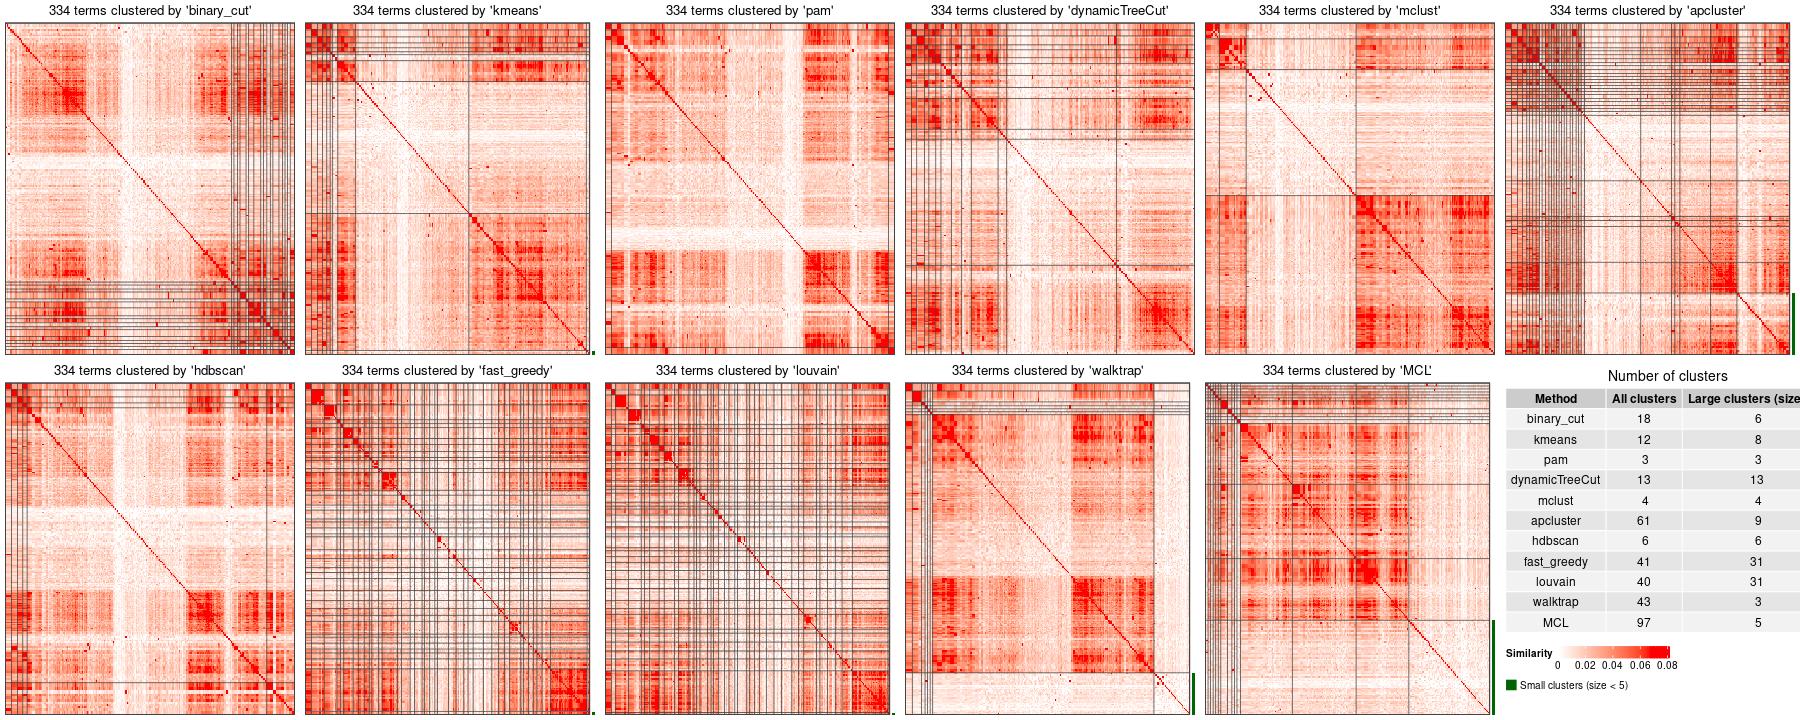 334 terms clustered by 'binary_cut'
334 terms clustered by 'kmeans'
334 terms clustered by 'pam'
334 terms clustered by 'dynamicTreeCut'
334 terms clustered by 'mclust'
334 terms clustered by 'apcluster'
334 terms clustered by 'hdbscan'
334 terms clustered by 'fast_greedy'
334 terms clustered by 'louvain'
334 terms clustered by 'walktrap'
334 terms clustered by 'MCL'
Number of clusters
Method All clusters Large clusters (size
binary_cut 18 6
kmeans 12 8
pam 3 3
dynamicTreeCut 13 13
mclust 4 4
apcluster 61 9
hdbscan 6 6
fast_greedy 41 31
louvain 40 31
walktrap 43 3
MCL 97 5
Similarity
0 0.02 0.04 0.06 0.08
Small clusters (size < 5)